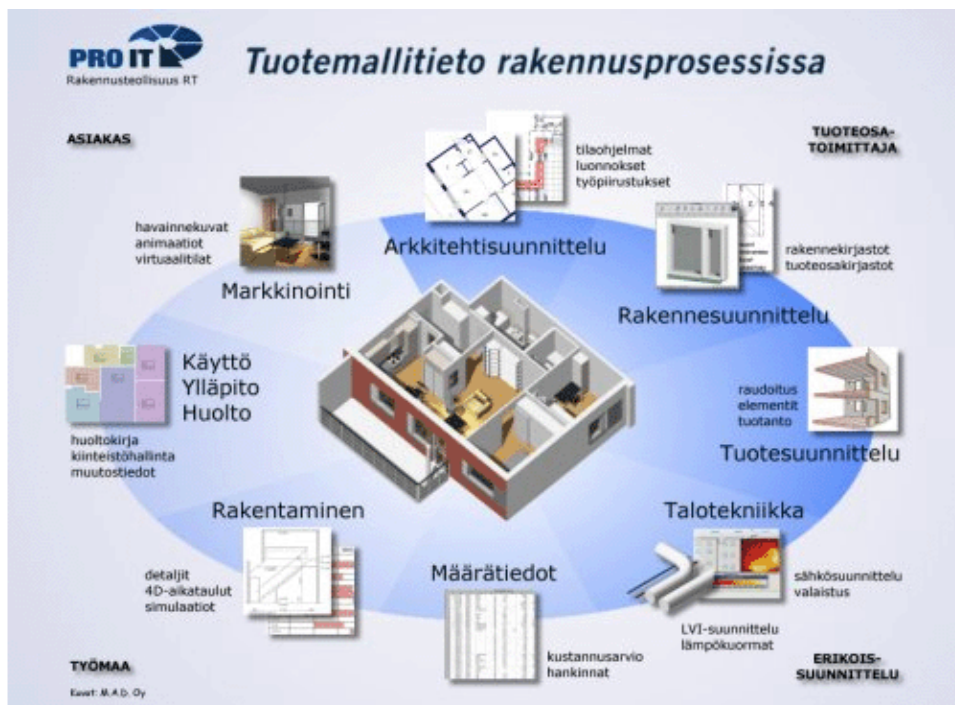 PRO IT
Rakennusteollisuus RT
Tuotemallitieto rakennusprosessissa
ASIAKAS
TUOTEOSA-
TOIMITTAJA
tilaohjelmat
luonnokset
työpiirustukset
Arkkitehtisuunnittelu
havainnekuvat
animaatiot
virtuaalitilat
Markkinointi
rakennekirjastot
tuoteosakirjastot
Rakennesuunnittelu
Käyttö
Ylläpito
Huolto
huoltokirja
kiinteistöhallinta
muutostiedot
raudoitus
elementit
tuotanto
Tuotesuunnittelu
Rakentaminen
detaljit
4D-aikataulut
simulaatiot
Määrätiedot
kustannusarvio
hankinnat
Talotekniikka
sähkösuunnittelu
valaistus
LVI-suunnittelu
lämpökuormat
TYÖMAA
ERIKOIS-
SUUNNITTELU
Kuvat: M.A.D. Oy